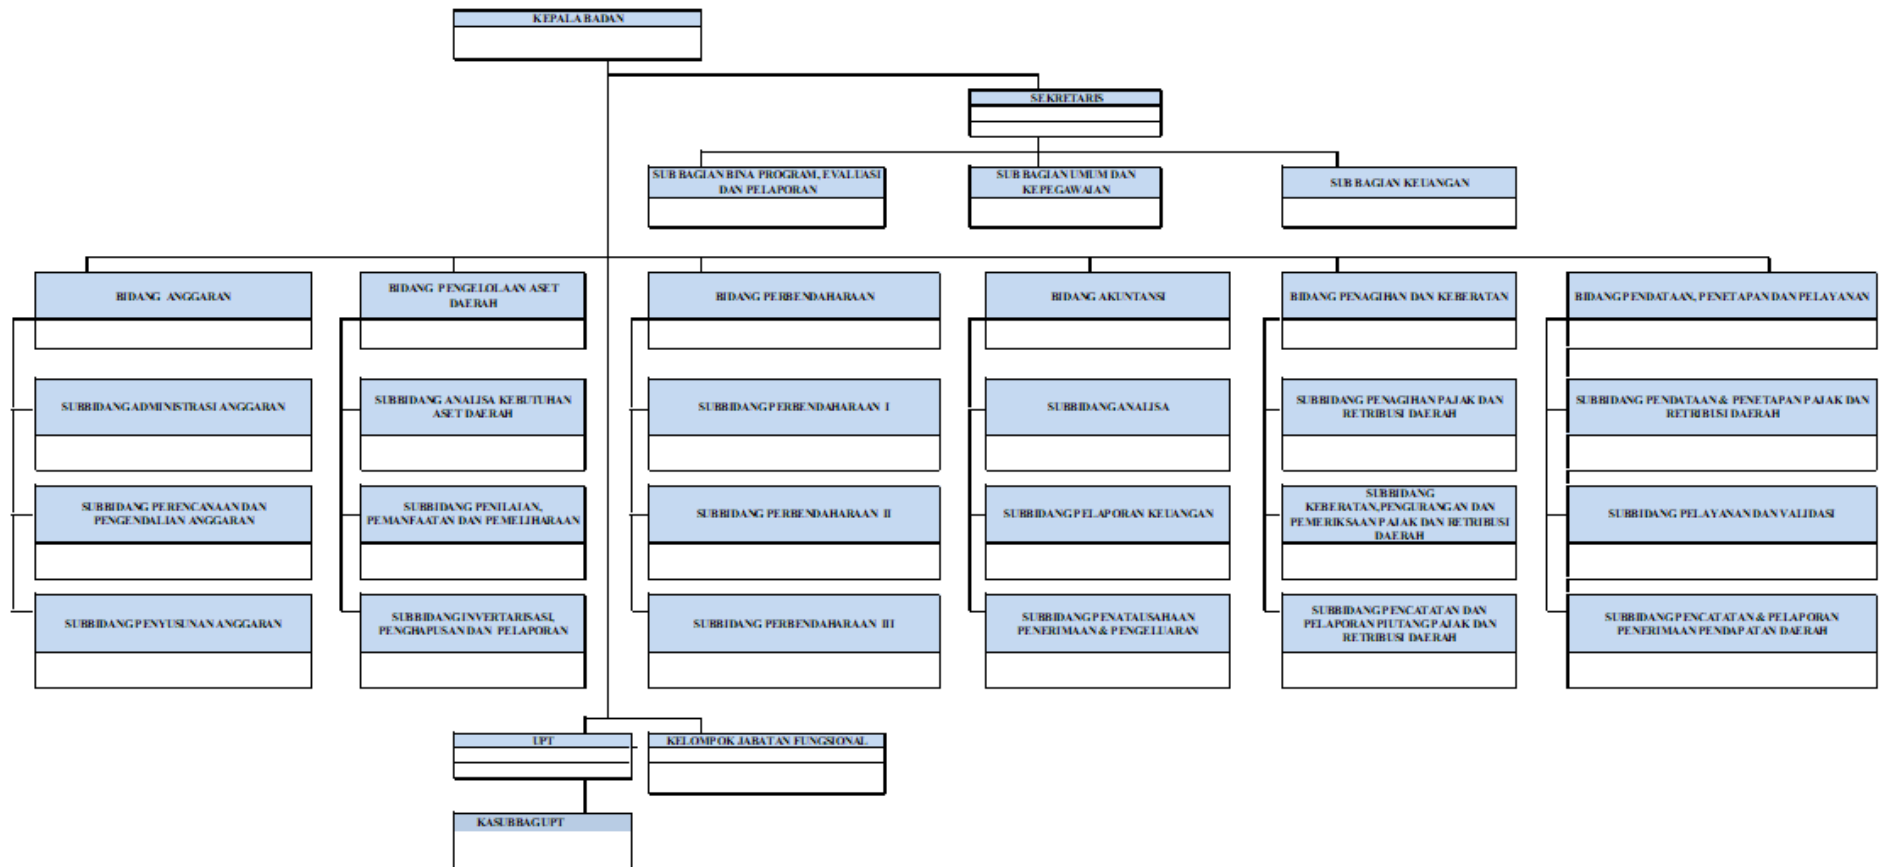 KEPALA BADAN
SEKRETARIS
SUB BAGIAN BINA PROGRAM, EVALUASI
DAN PELAPORAN
SUB BAGIAN UMUM DAN
KEPEGAWAIAN
SUB BAGIAN KEUANGAN
BIDANG ANGGARAN
BIDANG PENGELOLAAN ASET
DAERAH
BIDANG PERBENDAHARAAN
BIDANG AKUNTANSI
BIDANG PENAGIHAN DAN KEBERATAN
BIDANG PENDATAAN, PENETAPAN DAN PELAYANAN
SUBBIDANG ADMINISTRASI ANGGARAN
SUBBIDANG ANALISA KEBUTUHAN
ASET DAERAH
SUBBIDANG PERBENDAHARAAN I
SUBBIDANG ANALISA
SUBBIDANG PENAGIHAN PAJAK DAN
RETRIBUSI DAERAH
SUBBIDANG PENDATAAN & PENETAPAN PAJAK DAN
RETRIBUSI DAERAH
SUBBIDANG PERENCANAAN DAN
PENGENDALIAN ANGGARAN
SUBBIDANG PENILAIAN,
PEMANFAATAN DAN PEMELIHARAAN
SUBBIDANG PERBENDAHARAAN II
SUBBIDANG PELAPORAN KEUANGAN
SUBBIDANG
KEBERATAN,PENGURANGAN DAN
PEMERIKSAAN PAJAK DAN RETRIBUSI
DAERAH
SUBBIDANG PELAYANAN DAN VALIDASI
SUBBIDANG PENYUSUNAN ANGGARAN
SUBBIDANG INVERTARISASI,
PENGHAPUSAN DAN PELAPORAN
SUBBIDANG PERBENDAHARAAN III
SUBBIDANG PENATAUSAHAAN
PENERIMAAN & PENGELUARAN
SUBBIDANG PENCATATAN DAN
PELAPORAN PIUTANG PAJAK DAN
RETRIBUSI DAERAH
SUBBIDANG PENCATATAN & PELAPORAN
PENERIMAAN PENDAPATAN DAERAH
UPT
KELOMPOK JABATAN FUNGSIONAL
KASUBBAG UPT